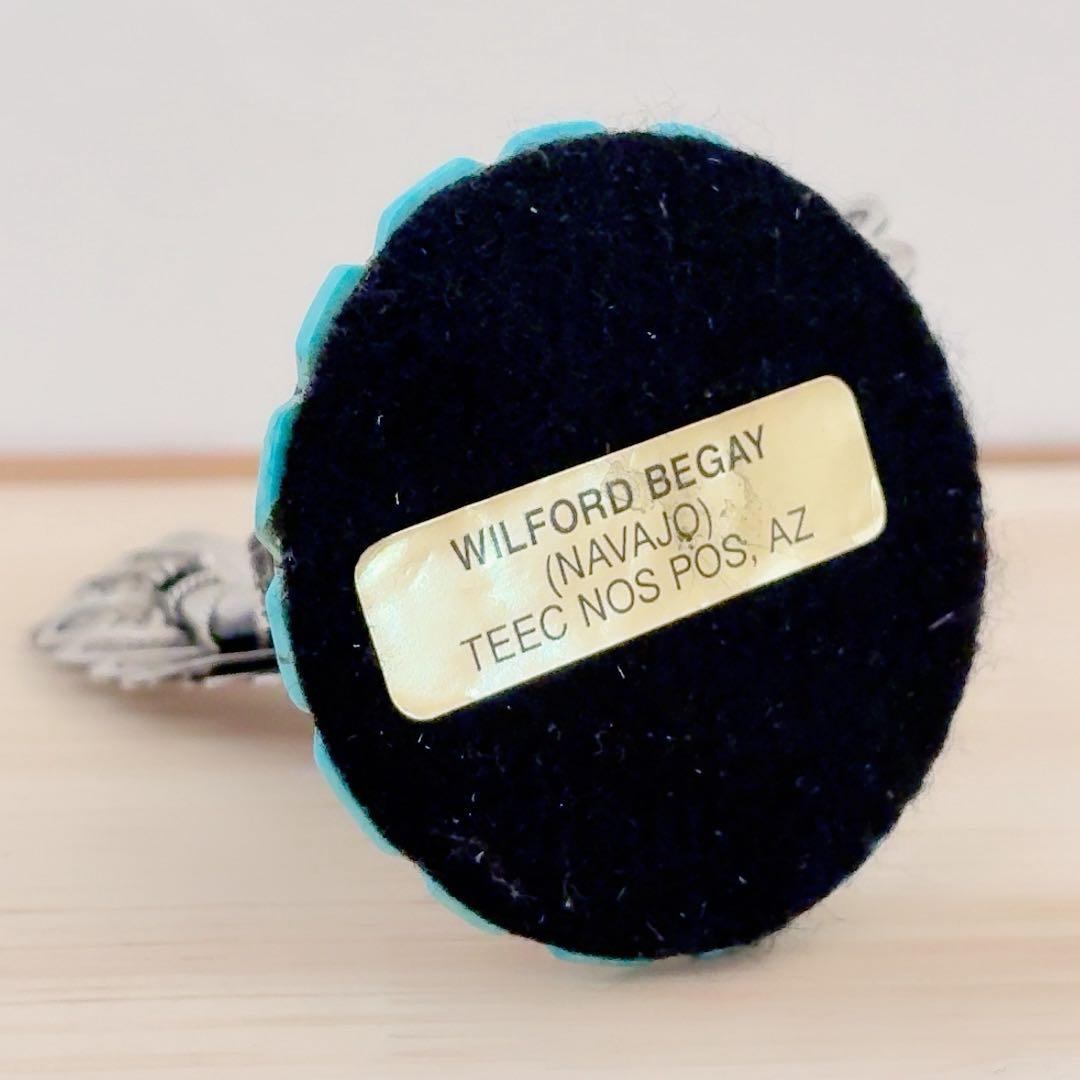 WILFORD BEGAY
(NAVAJO)
TEEC NOS POS, AZ